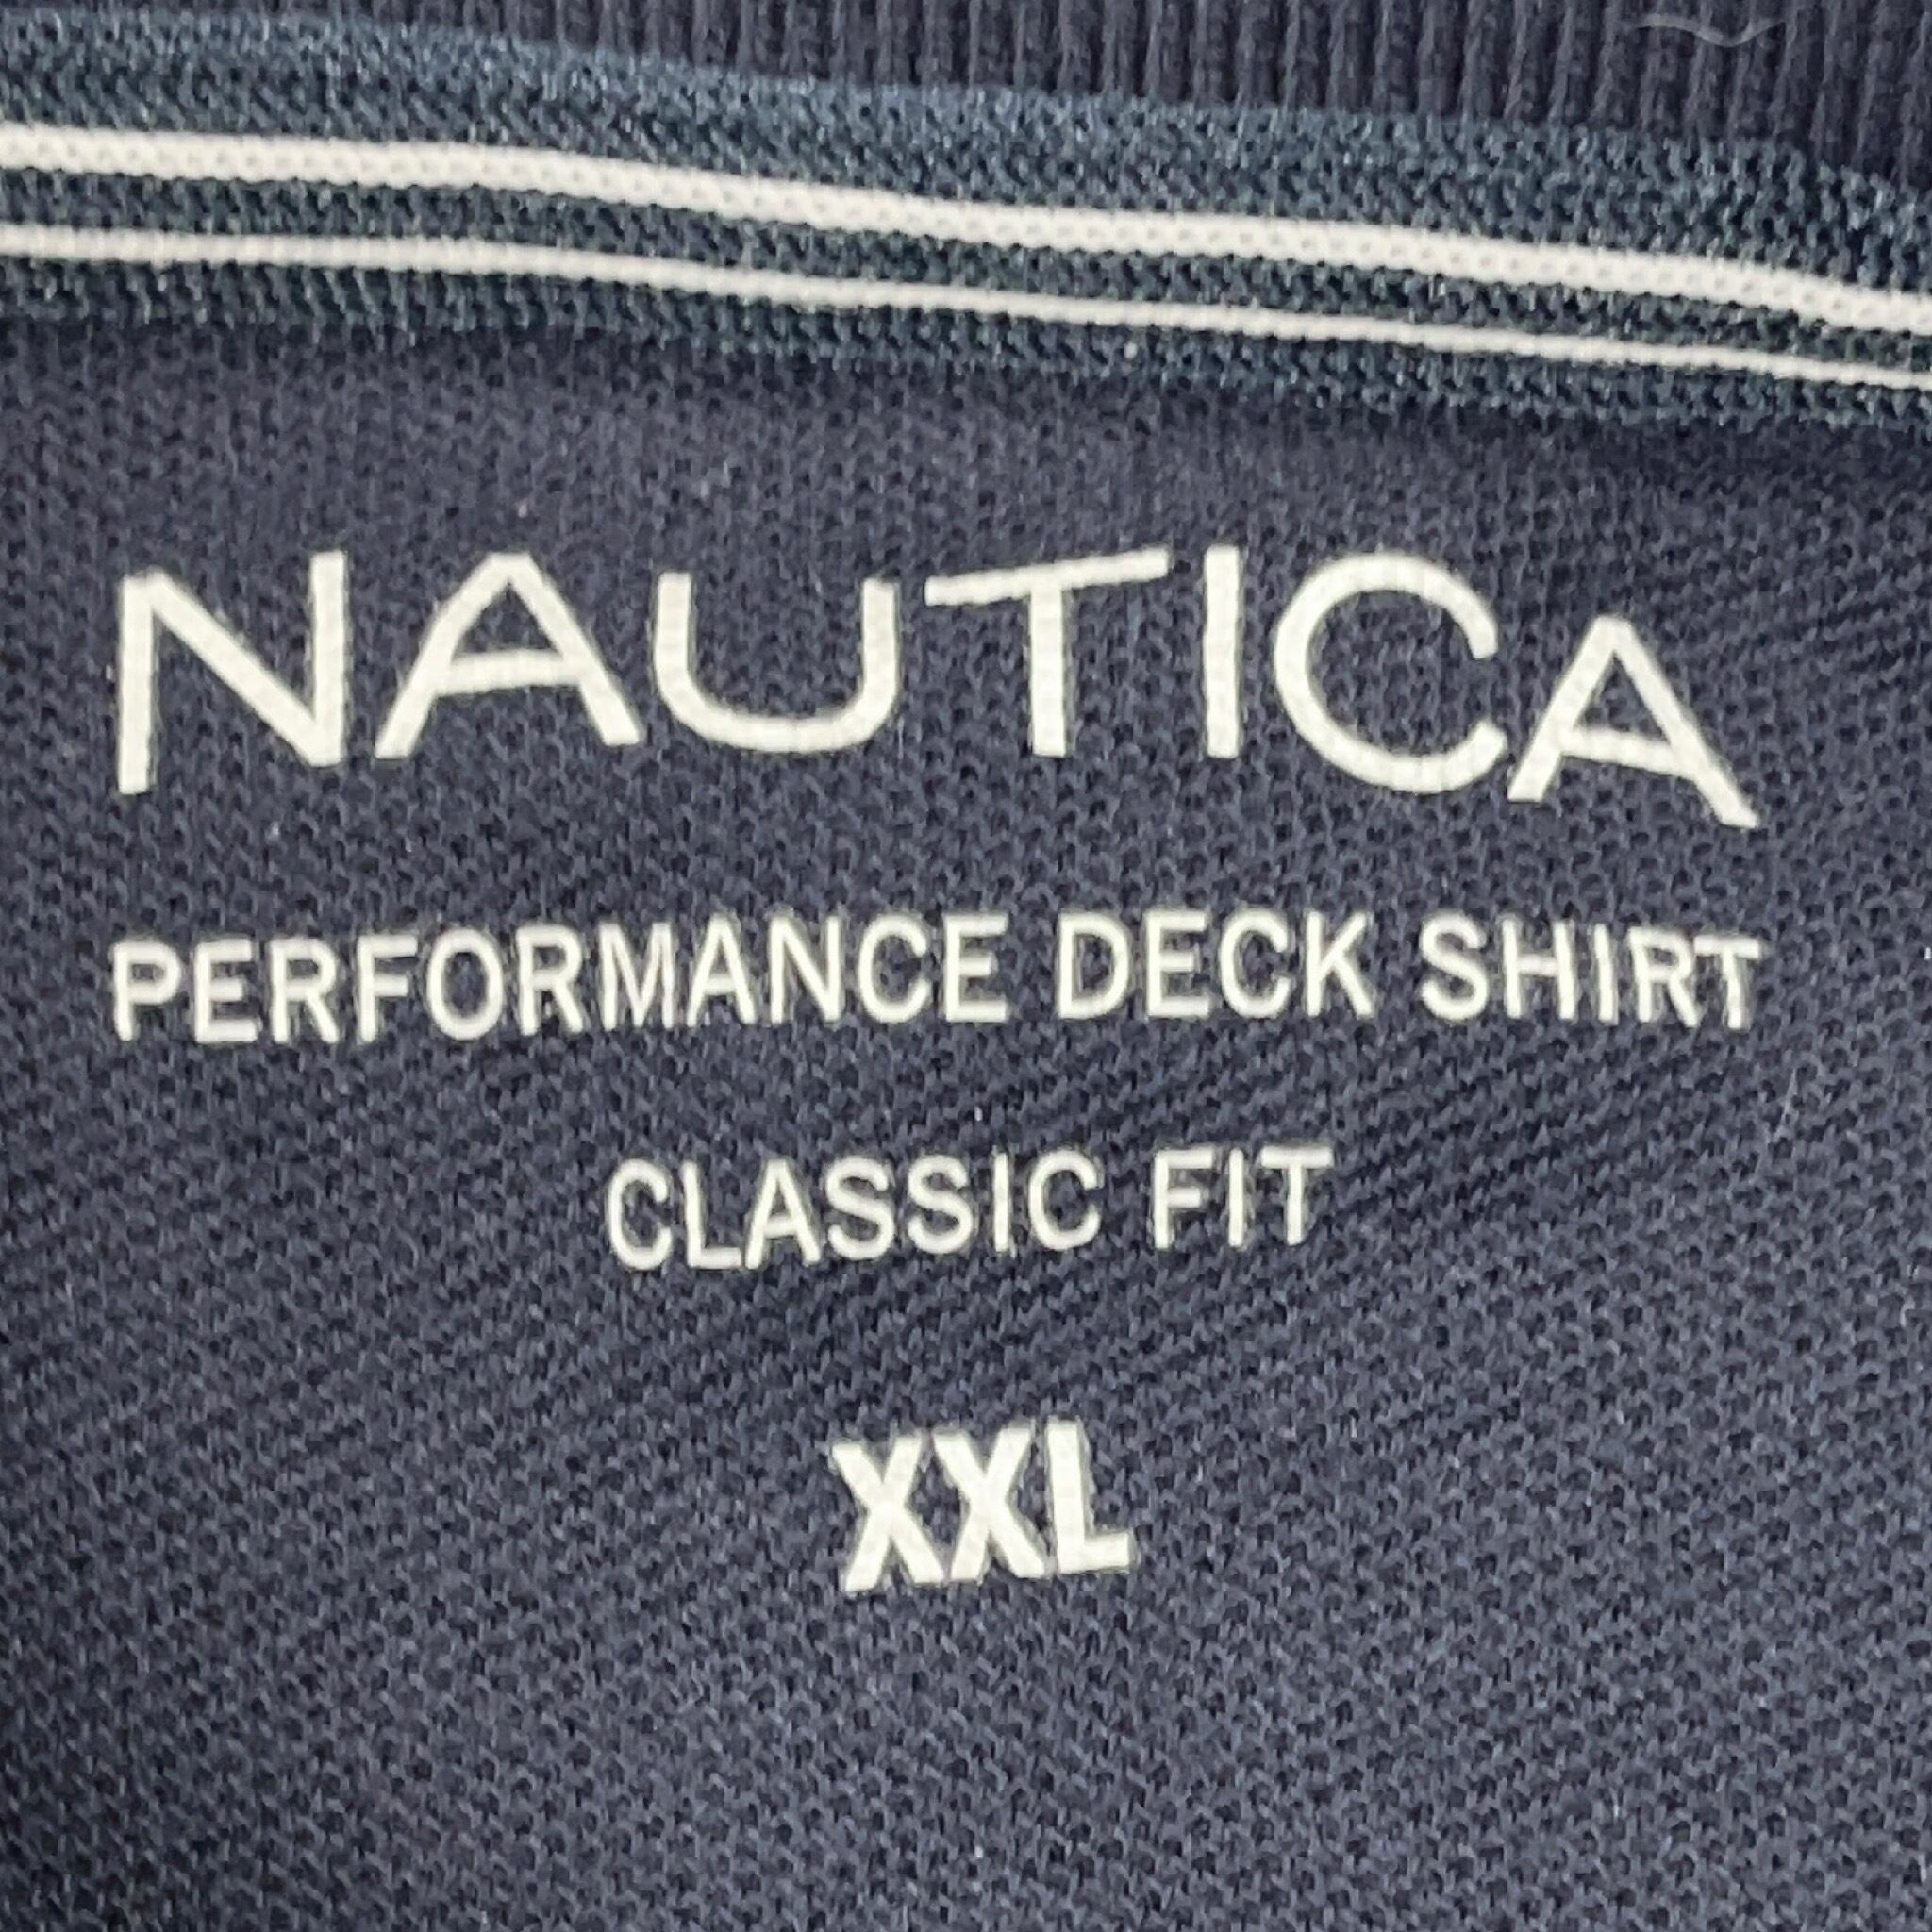 NAUTICA
PERFORMANCE DECK SHIRT
CLASSIC FIT
XXL